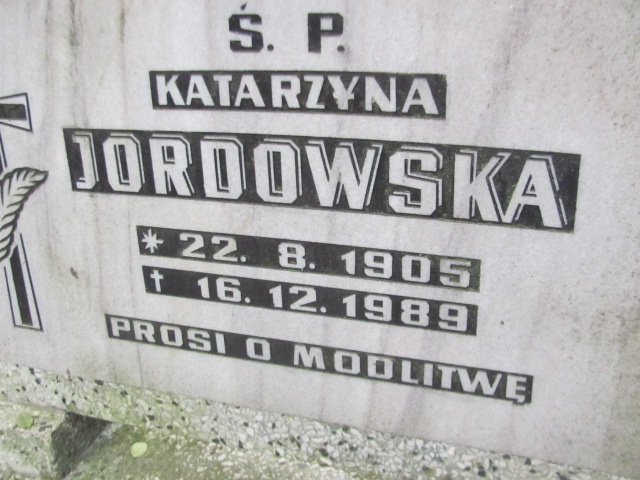 Ś. P.
KATARZYNA
JORDOWSKA
* 22. 8. 1905
† 16. 12. 1989
PROSI O MODLITWĘ